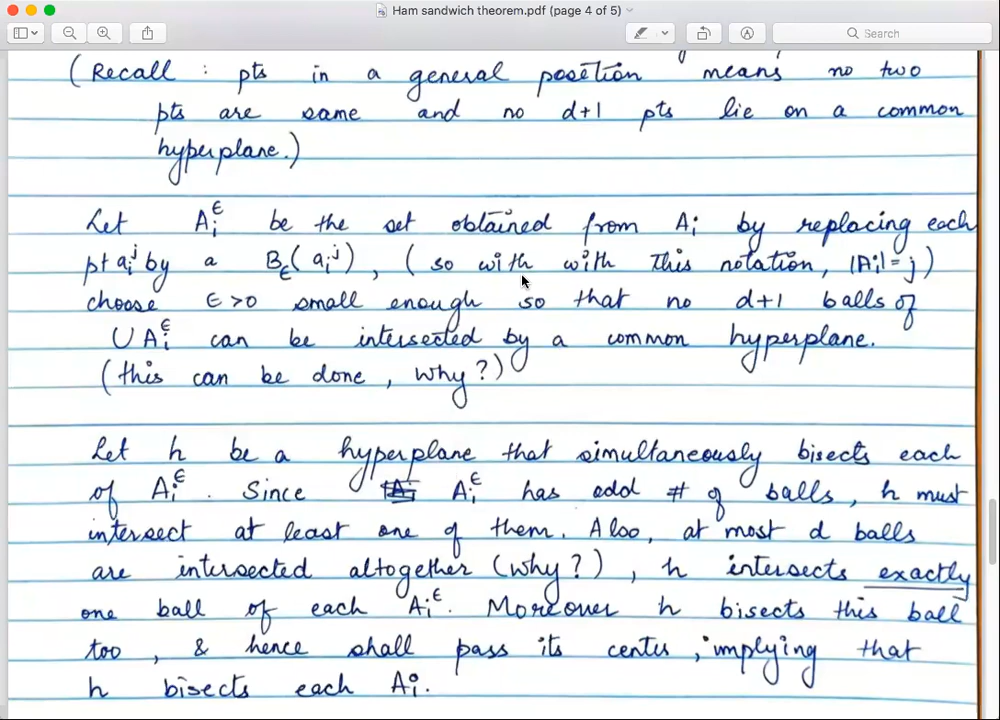 Ham sandwich theorem.pdf (page 4 of 5)
Search
(Recall : pts in a general position means no two
pts are same and no d+1 pts lie on a common
hyperplane.)
Let A_i^ϵ be the set obtained from A_i by replacing each
pt a_i^j by a B_ϵ(a_i^j), (so with with this notation, |A_i|=j)
choose ϵ>0 small enough so that no d+1 balls of
∪A_i^ϵ can be intersected by a common hyperplane.
(this can be done, why?)
Let h be a hyperplane that simultaneously bisects each
of A_i^ϵ. Since A_i^ϵ has odd # of balls, h must
intersect at least one of them. Also, at most d balls
are intersected altogether (why?), h intersects exactly
one ball of each A_i^ϵ. Moreover h bisects this ball
too, & hence shall pass its center, implying that
h bisects each A_i.